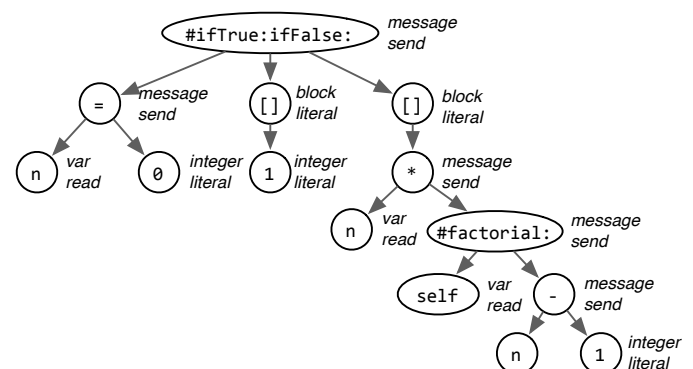 #ifTrue:ifFalse:
message
send
=
message
send
[]
block
literal
[]
block
literal
n
var
read
0
integer
literal
1
integer
literal
*
message
send
n
var
read
#factorial:
message
send
self
var
read
-
message
send
n
1
integer
literal